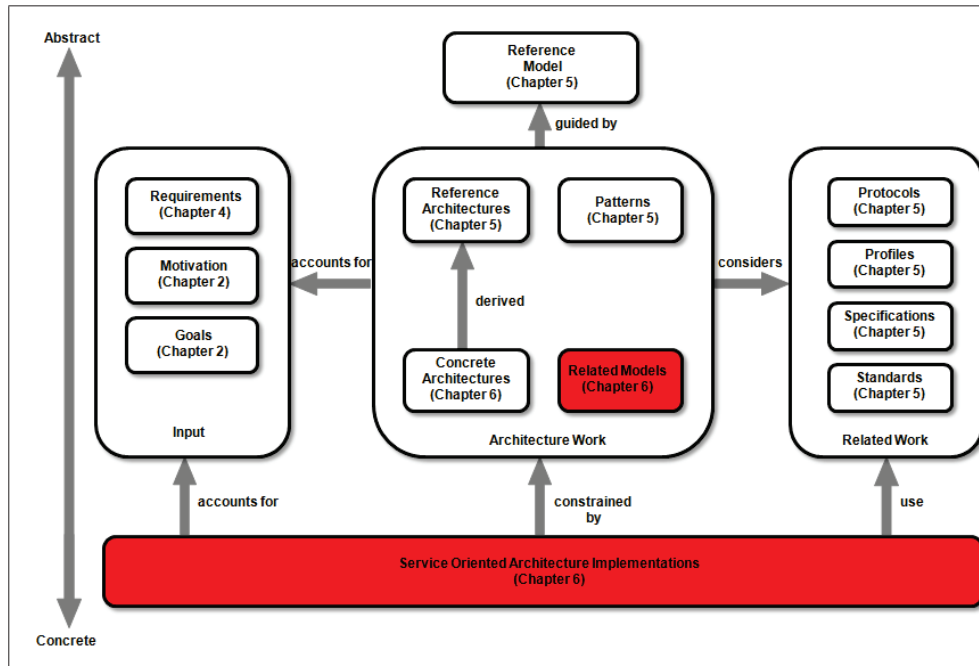 Abstract
Reference
Model
(Chapter 5)
guided by
Requirements
(Chapter 4)
Motivation
(Chapter 2)
Goals
(Chapter 2)
Input
accounts for
Reference
Architectures
(Chapter 5)
Patterns
(Chapter 5)
derived
Concrete
Architectures
(Chapter 6)
Related Models
(Chapter 6)
Architecture Work
considers
Protocols
(Chapter 5)
Profiles
(Chapter 5)
Specifications
(Chapter 5)
Standards
(Chapter 5)
Related Work
accounts for
constrained
by
use
Service Oriented Architecture Implementations
(Chapter 6)
Concrete